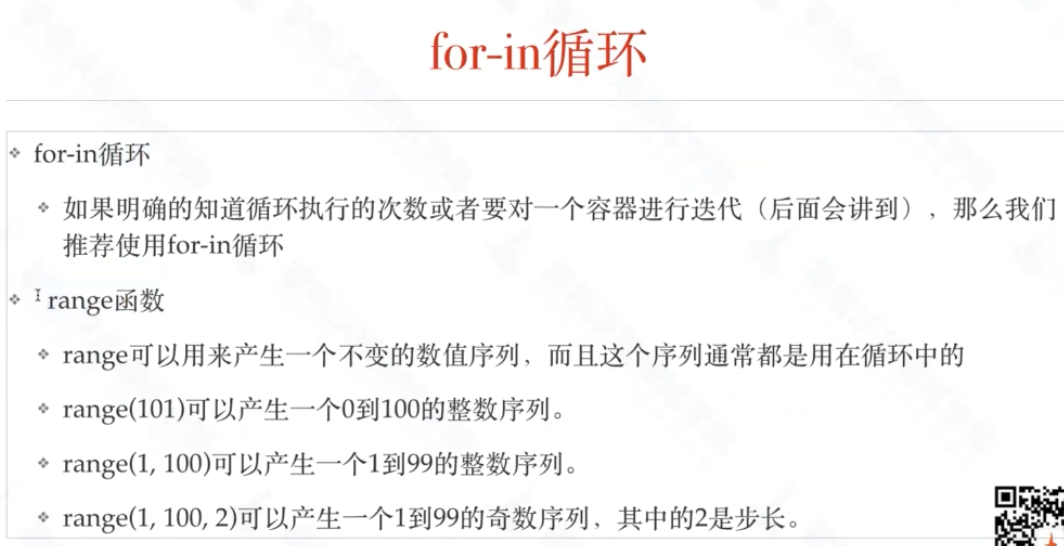 for-in循环
for-in循环
如果明确的知道循环执行的次数或者要对一个容器进行迭代（后面会讲到），那么我们
推荐使用for-in循环
range函数
range可以用来产生一个不变的数值序列，而且这个序列通常都是用在循环中的
range(101)可以产生一个0到100的整数序列。
range(1, 100)可以产生一个1到99的整数序列。
range(1, 100, 2)可以产生一个1到99的奇数序列，其中的2是步长。